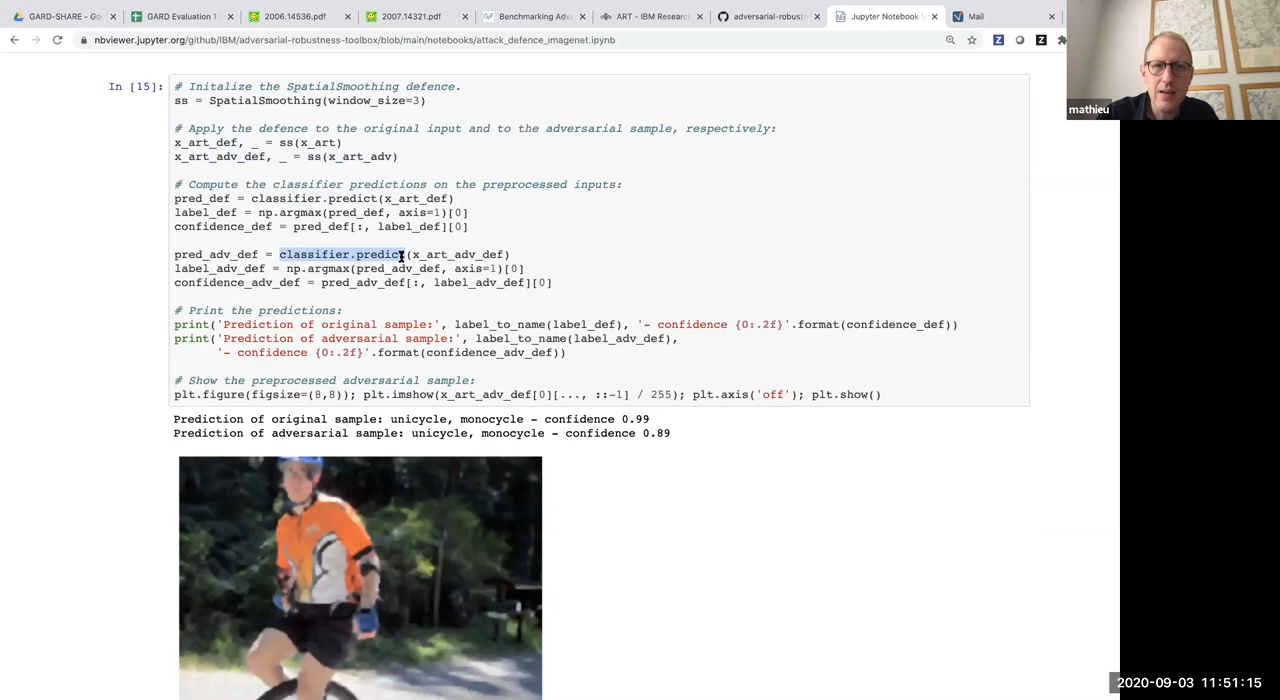 GARD-SHARE - Go
GARD Evaluation 1
2006.14536.pdf
2007.14321.pdf
Benchmarking Adv
ART - IBM Researc
adversarial-robust
Jupyter Notebook V
Mail
nbviewer.jupyter.org/github/IBM/adversarial-robustness-toolbox/blob/main/notebooks/attack_defence_imagenet.ipynb
mathieu
In [15]:
# Initalize the SpatialSmoothing defence.
ss = SpatialSmoothing(window_size=3)
# Apply the defence to the original input and to the adversarial sample, respectively:
x_art_def, _ = ss(x_art)
x_art_adv_def, _ = ss(x_art_adv)
# Compute the classifier predictions on the preprocessed inputs:
pred_def = classifier.predict(x_art_def)
label_def = np.argmax(pred_def, axis=1)[0]
confidence_def = pred_def[:, label_def][0]
pred_adv_def = classifier.predict(x_art_adv_def)
label_adv_def = np.argmax(pred_adv_def, axis=1)[0]
confidence_adv_def = pred_adv_def[:, label_adv_def][0]
# Print the predictions:
print('Prediction of original sample:', label_to_name(label_def), '- confidence {0:.2f}'.format(confidence_def))
print('Prediction of adversarial sample:', label_to_name(label_adv_def),
'- confidence {0:.2f}'.format(confidence_adv_def))
# Show the preprocessed adversarial sample:
plt.figure(figsize=(8,8)); plt.imshow(x_art_adv_def[0][..., ::-1] / 255); plt.axis('off'); plt.show()
Prediction of original sample: unicycle, monocycle - confidence 0.99
Prediction of adversarial sample: unicycle, monocycle - confidence 0.89
2020-09-03 11:51:15